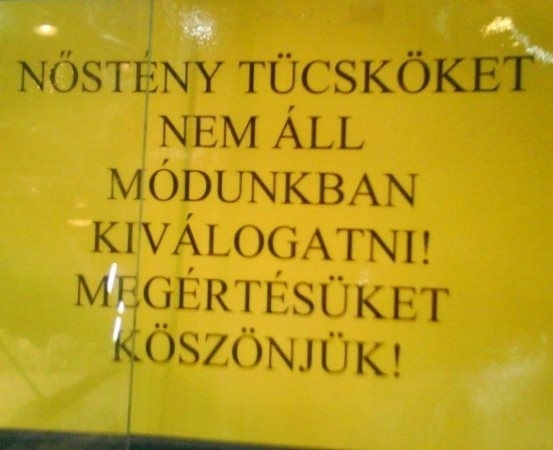 NŐSTÉNY TÜCSKÖKET
NEM ÁLL
MÓDUNKBAN
KIVÁLOGATNI!
MEGÉRTÉSÜKET
KÖSZÖNJÜK!